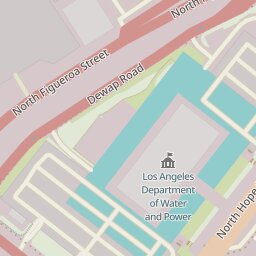 North
North Figueroa Street
Dewap Road
Los Angeles
Department
of Water
and Power
North Hope